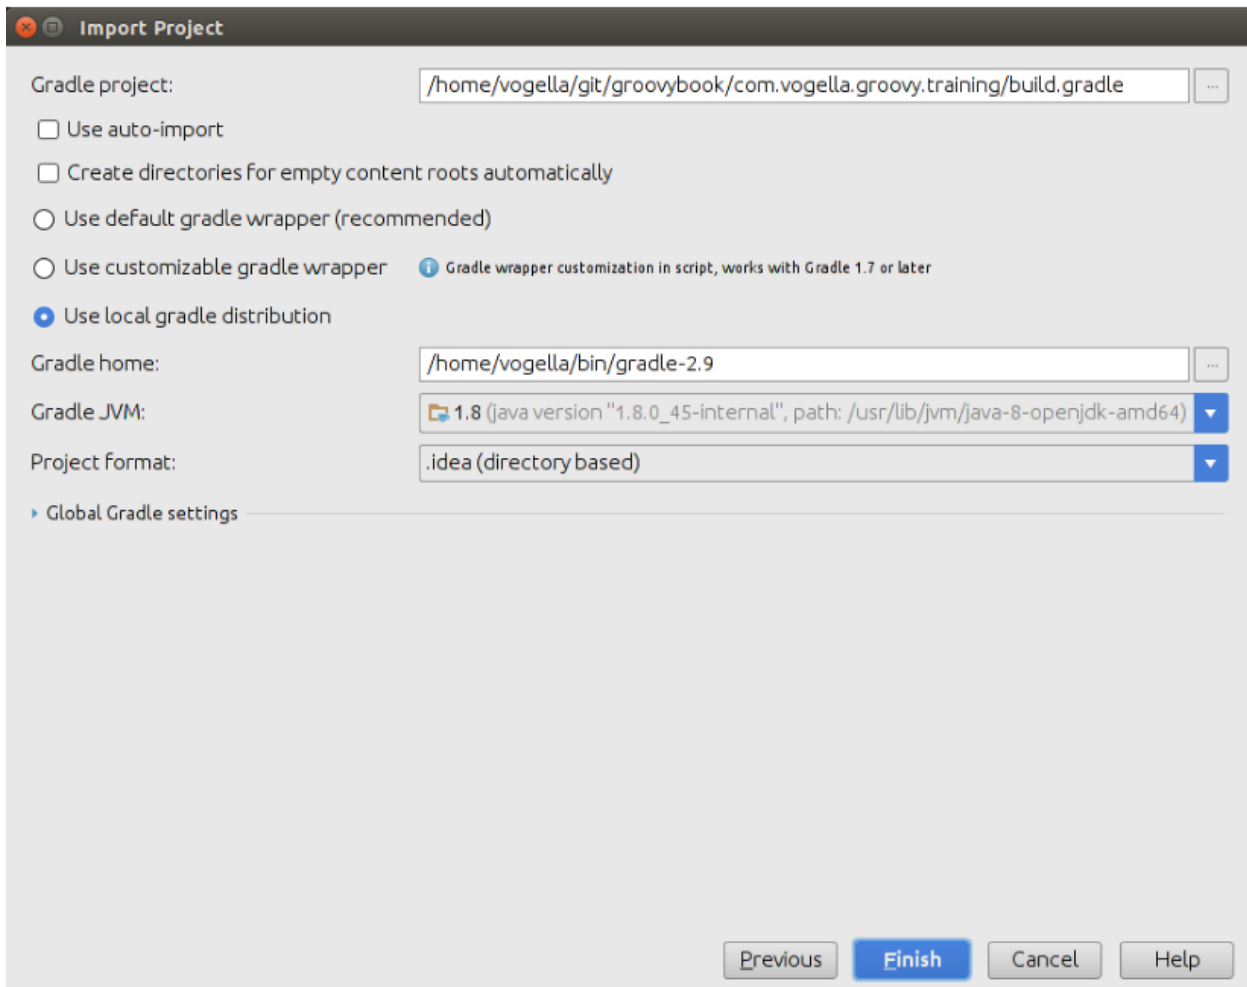 Import Project
Gradle project: /home/vogella/git/groovybook/com.vogella.groovy.training/build.gradle ...
Use auto-import
Create directories for empty content roots automatically
Use default gradle wrapper (recommended)
Use customizable gradle wrapper Gradle wrapper customization in script, works with Gradle 1.7 or later
Use local gradle distribution
Gradle home: /home/vogella/bin/gradle-2.9 ...
Gradle JVM: 1.8 (java version "1.8.0_45-internal", path: /usr/lib/jvm/java-8-openjdk-amd64)
Project format: .idea (directory based)
Global Gradle settings
Previous Finish Cancel Help